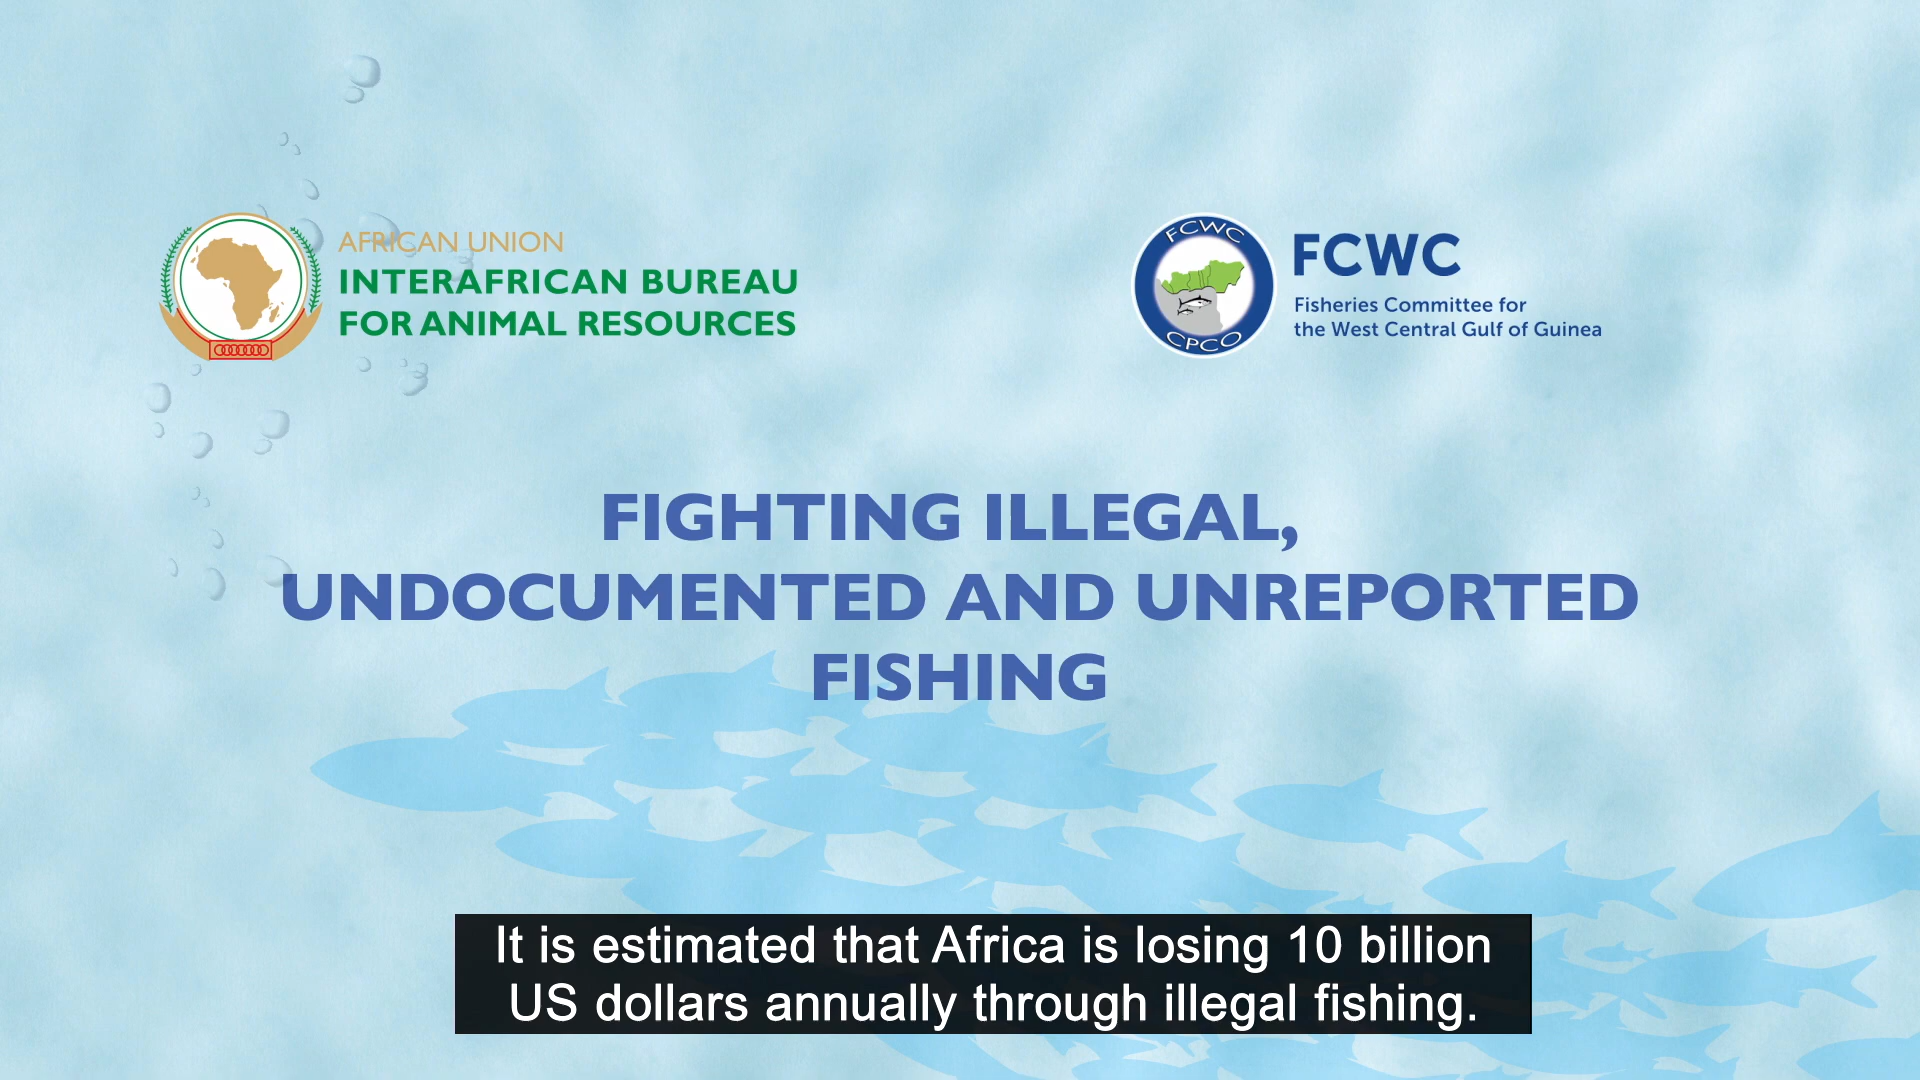 AFRICAN UNION
INTERAFRICAN BUREAU
FOR ANIMAL RESOURCES
FCWC
CPCO
FCWC
Fisheries Committee for
the West Central Gulf of Guinea
FIGHTING ILLEGAL,
UNDOCUMENTED AND UNREPORTED
FISHING
It is estimated that Africa is losing 10 billion
US dollars annually through illegal fishing.